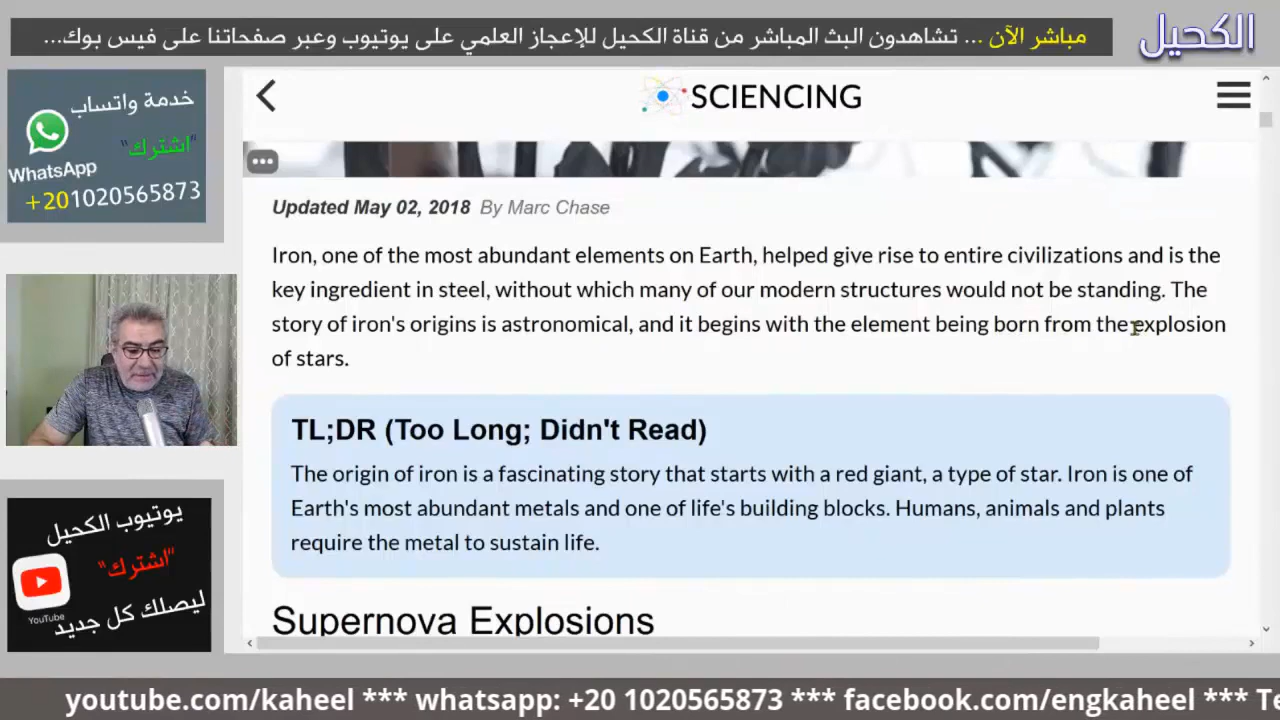 مباشر الآن ... تشاهدون البث المباشر من قناة الكحيل للإعجاز العلمي على يوتيوب وعبر صفحاتنا على فيس بوك...
الكحيل
خدمة واتساب
"اشترك"
WhatsApp
+201020565873
SCIENCING
Updated May 02, 2018 By Marc Chase
Iron, one of the most abundant elements on Earth, helped give rise to entire civilizations and is the
key ingredient in steel, without which many of our modern structures would not be standing. The
story of iron's origins is astronomical, and it begins with the element being born from the explosion
of stars.
TL;DR (Too Long; Didn't Read)
The origin of iron is a fascinating story that starts with a red giant, a type of star. Iron is one of
Earth's most abundant metals and one of life's building blocks. Humans, animals and plants
require the metal to sustain life.
Supernova Explosions
يوتيوب الكحيل
"اشترك"
YouTube
ليصلك كل جديد
youtube.com/kaheel *** whatsapp: +20 1020565873 *** facebook.com/engkaheel *** Te